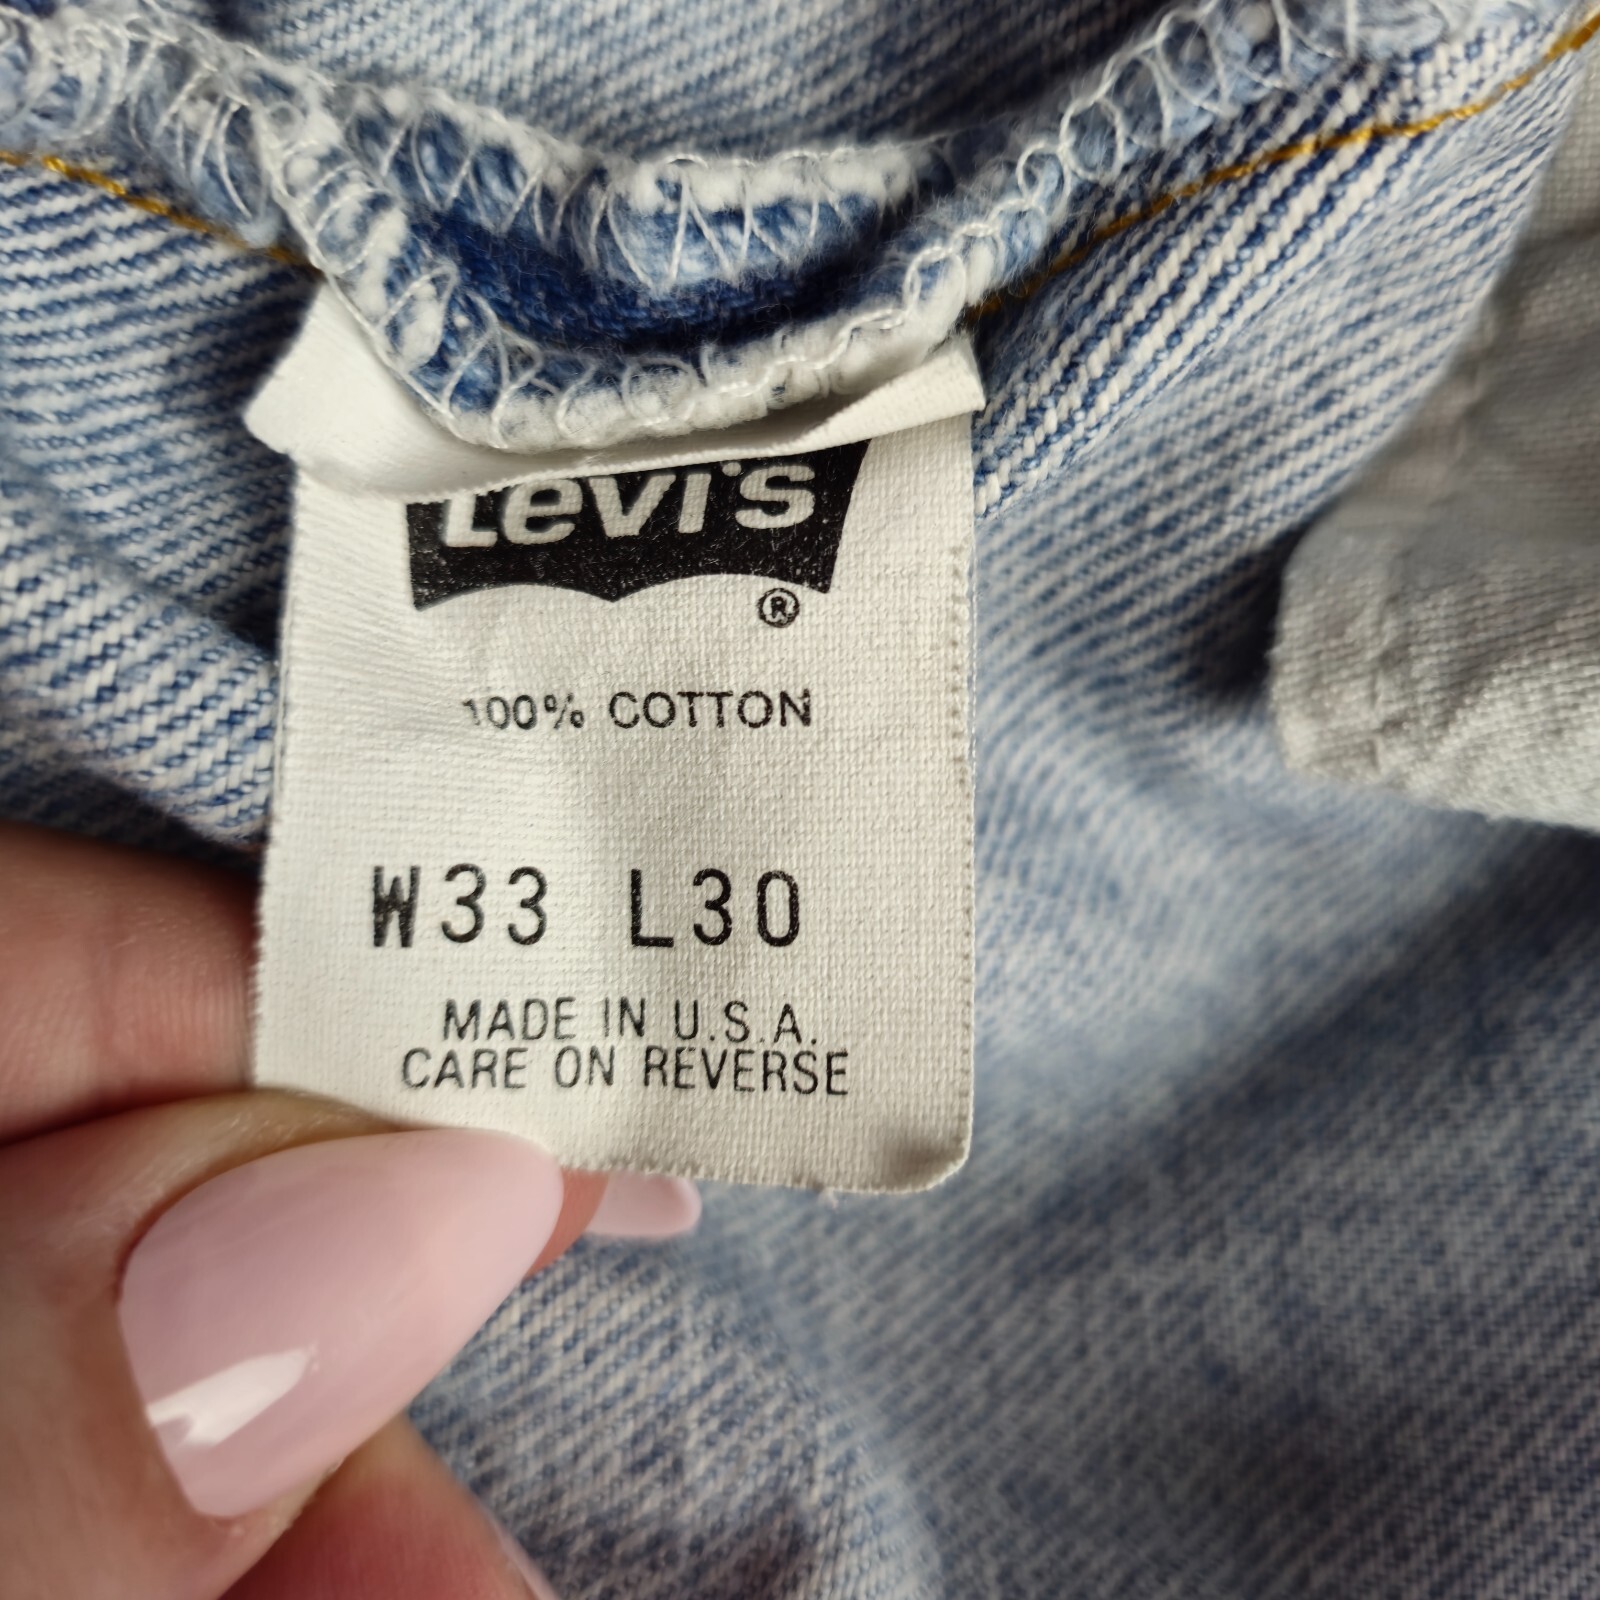 Levi's
®
100% COTTON
W33 L30
MADE IN U.S.A.
CARE ON REVERSE